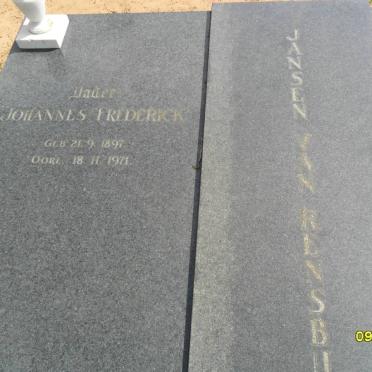 Vader
JOHANNES FREDERICK
GEB 21. 9. 1897
OORL 18. 11. 1971
JANSEN VAN RENSBU
09